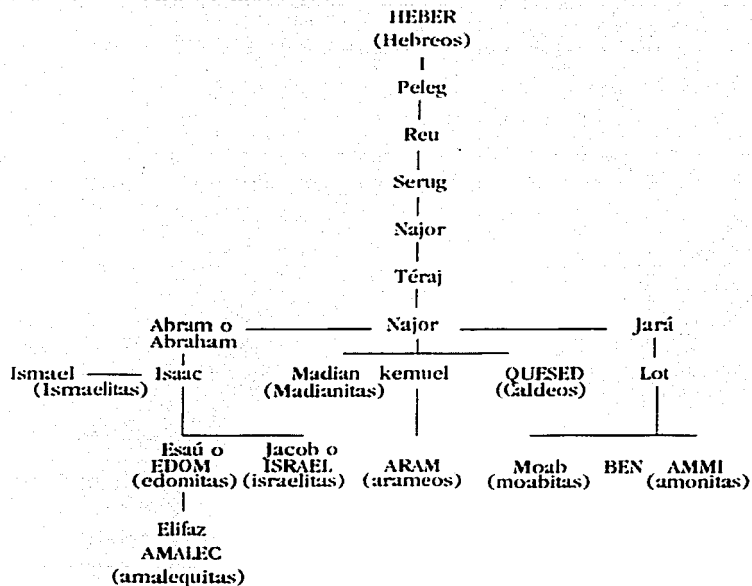 HEBER
(Hebreos)
Peleg
Reu
Serug
Najor
Téraj
Abram o
Abraham
Najor
Jará
Ismael
(Ismaelitas)
Isaac
Madian
(Madianitas)
kemuel
QUESED
(Caldeos)
Lot
Esaú o
EDOM
(edomitas)
Jacob o
ISRAEL
(israelitas)
ARAM
(arameos)
Moab
(moabitas)
BEN AMMI
(amonitas)
Elifaz
AMALEC
(amalequitas)